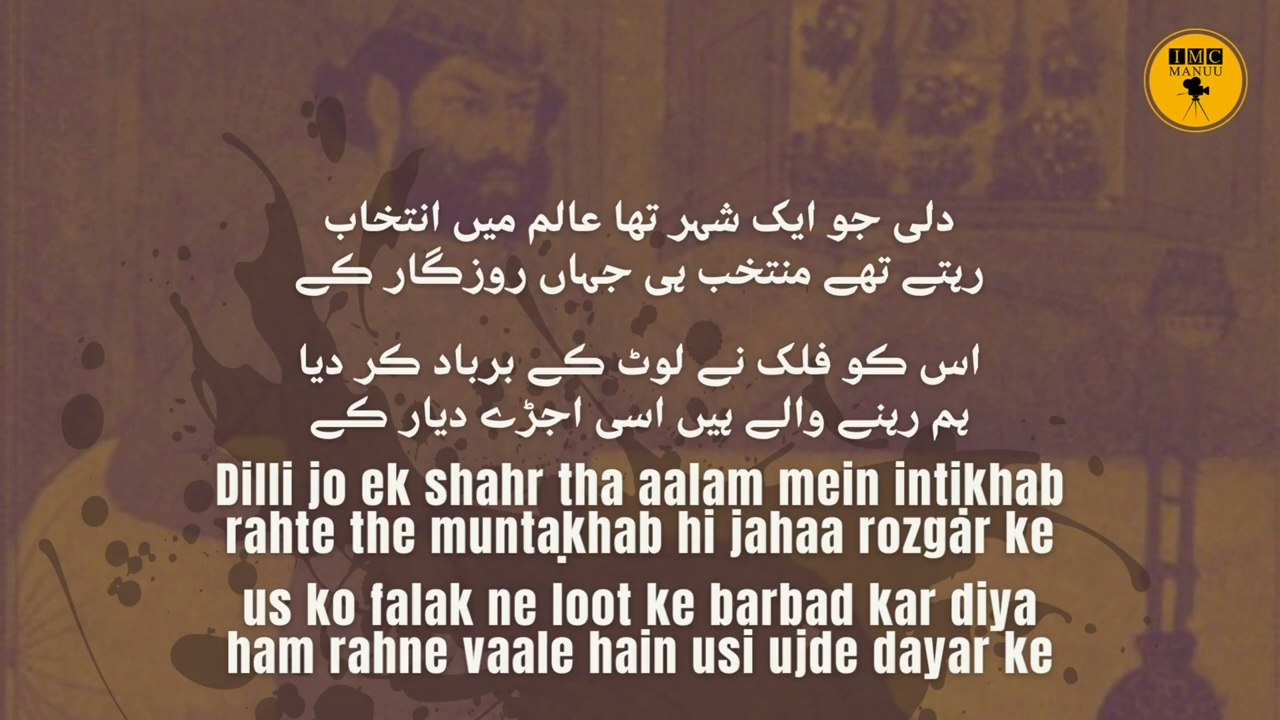 IMC
MANUU
دلی جو ایک شہر تھا عالم میں انتخاب
رہتے تھے منتخب ہی جہاں روزگار کے
اس کو فلک نے لوٹ کے برباد کر دیا
ہم رہنے والے ہیں اسی اجڑے دیار کے
Dilli jo ek shahr tha aalam mein intiḳhab
rahte the muntaḳhab hi jahaa rozgār ke
us ko falak ne loot ke barbad kar diya
ham rahne vaale hain usi ujde dayar ke